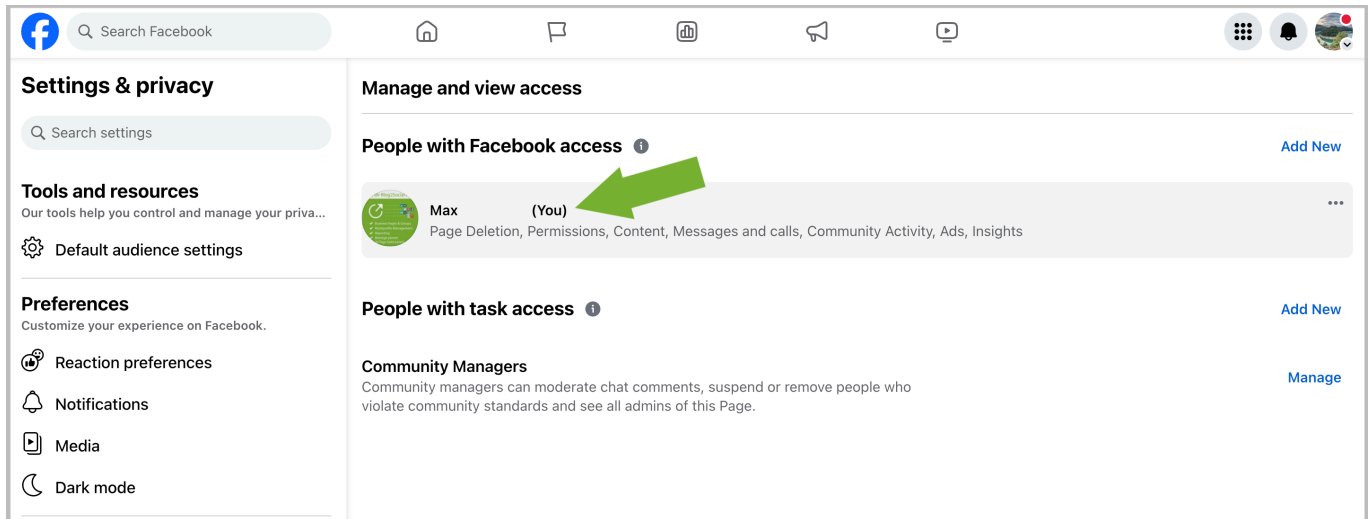 Search Facebook
Settings & privacy
Search settings
Tools and resources
Our tools help you control and manage your priva...
Default audience settings
Preferences
Customize your experience on Facebook.
Reaction preferences
Notifications
Media
Dark mode
Manage and view access
People with Facebook access
Add New
Max (You)
Page Deletion, Permissions, Content, Messages and calls, Community Activity, Ads, Insights
People with task access
Add New
Community Managers
Community managers can moderate chat comments, suspend or remove people who
violate community standards and see all admins of this Page.
Manage